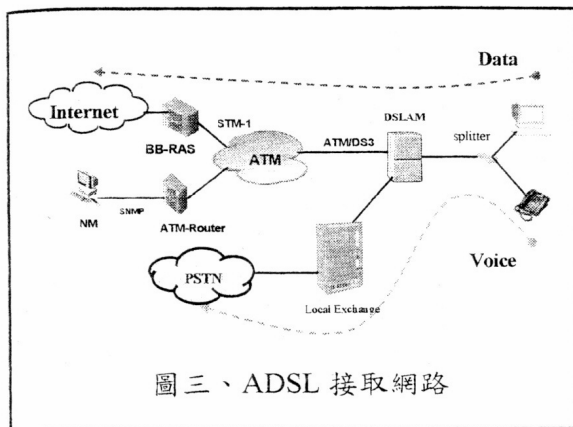 Data
Internet
BB-RAS
STM-1
ATM
ATM/DS3
DSLAM
splitter
NM
SNMP
ATM-Router
PSTN
Local Exchange
Voice
圖三、ADSL 接取網路